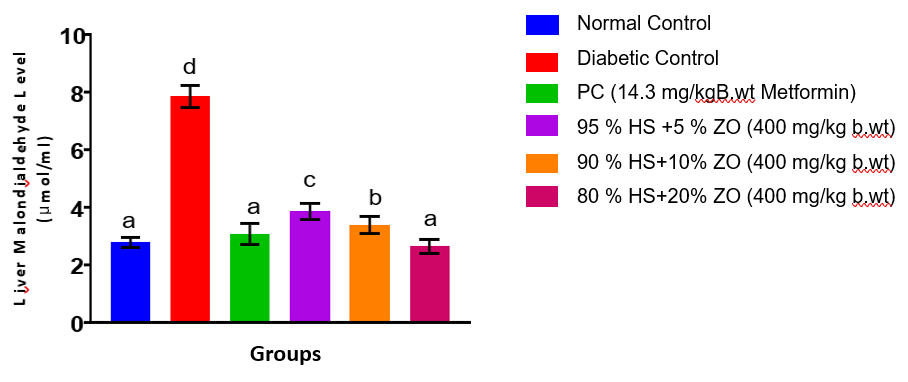 Liver Malondialdehyde Level
(µmol/ml)
10
8
6
4
2
0
a
d
a
c
b
a
Groups
Normal Control
Diabetic Control
PC (14.3 mg/kgB.wt Metformin)
95 % HS +5 % ZO (400 mg/kg b.wt)
90 % HS+10% ZO (400 mg/kg b.wt)
80 % HS+20% ZO (400 mg/kg b.wt)